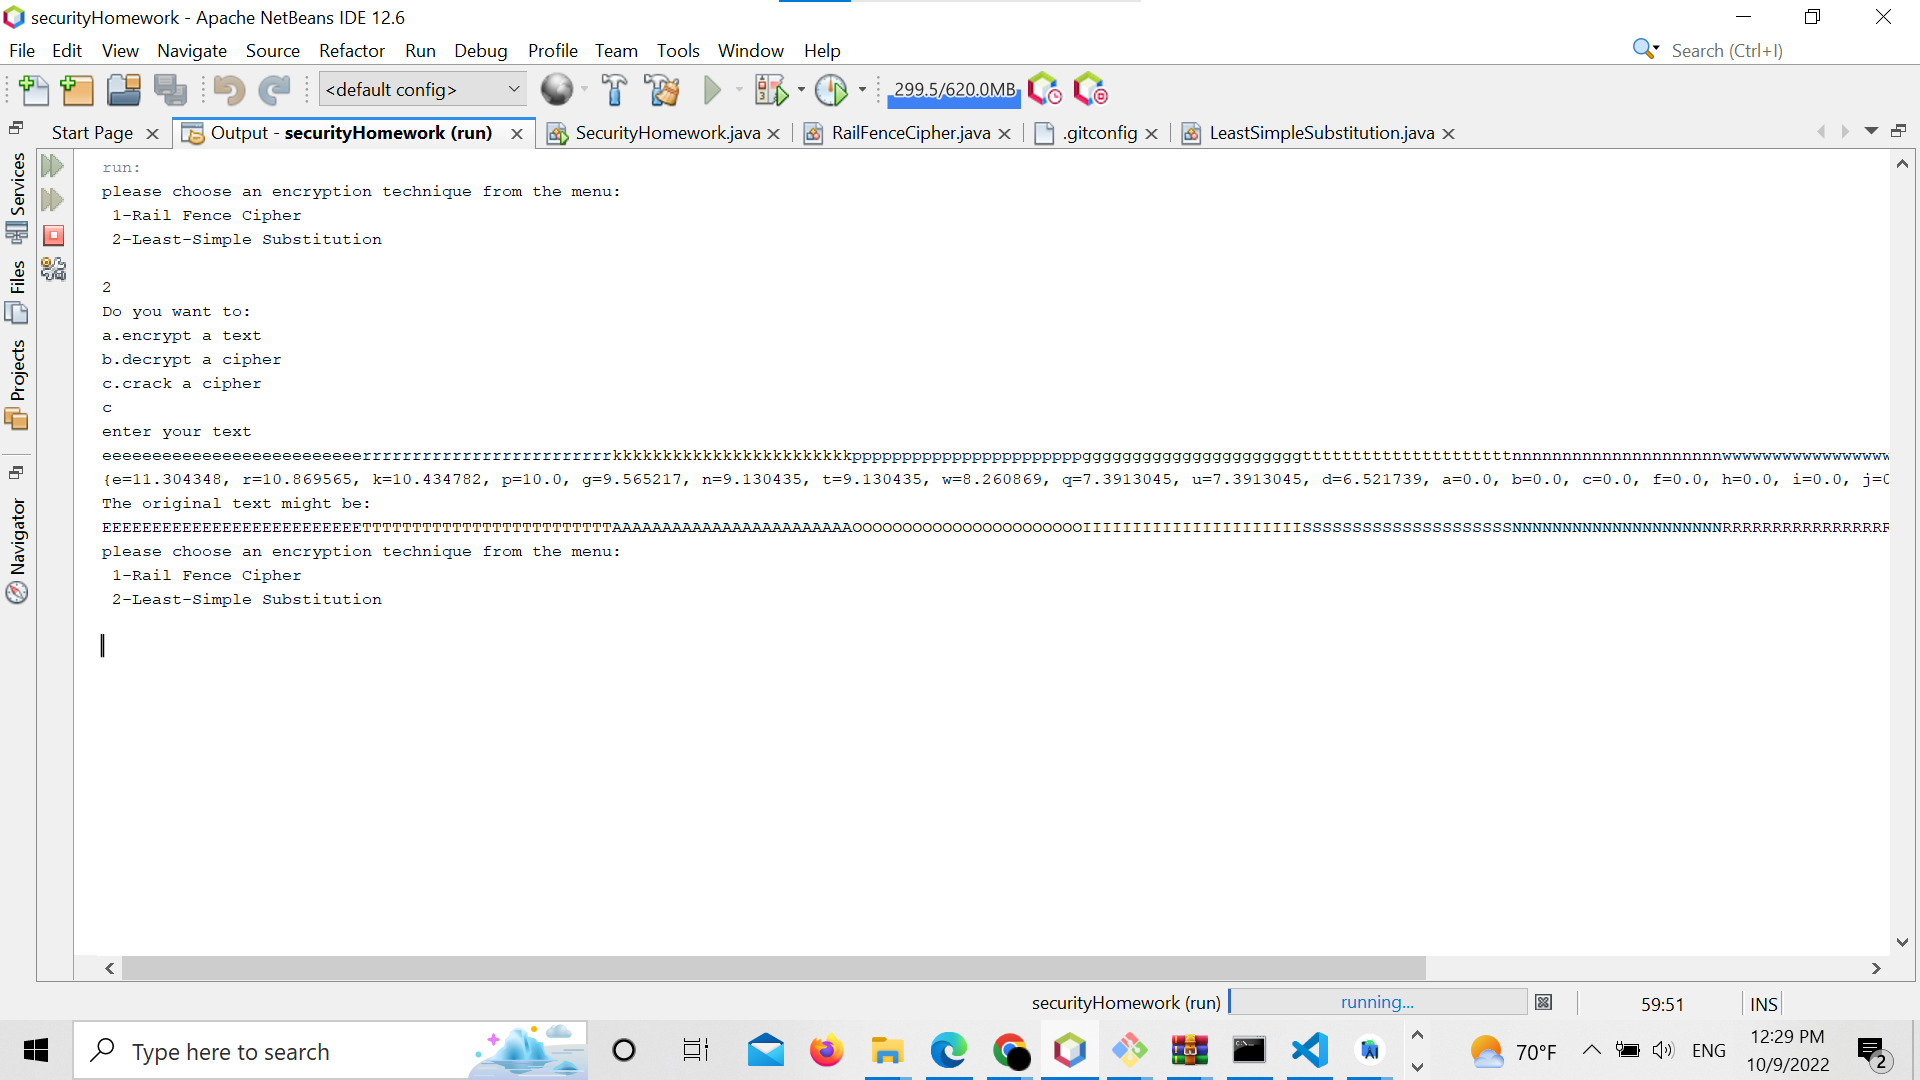 securityHomework - Apache NetBeans IDE 12.6
File Edit View Navigate Source Refactor Run Debug Profile Team Tools Window Help
Search (Ctrl+I)
<default config>
299.5/620.0MB
Start Page
Output - securityHomework (run)
SecurityHomework.java
RailFenceCipher.java
.gitconfig
LeastSimpleSubstitution.java
Services
Files
Projects
Navigator
run:
please choose an encryption technique from the menu:
1-Rail Fence Cipher
2-Least-Simple Substitution
2
Do you want to:
a.encrypt a text
b.decrypt a cipher
c.crack a cipher
c
enter your text
eeeeeeeeeeeeeeeeeeeeeeeeeerrrrrrrrrrrrrrrrrrrrrrrrrkkkkkkkkkkkkkkkkkkkkkkkkpppppppppppppppppppppppggggggggggggggggggggggtttttttttttttttttttttnnnnnnnnnnnnnnnnnnnnnwwwwwwwwwwwwwwwww
{e=11.304348, r=10.869565, k=10.434782, p=10.0, g=9.565217, n=9.130435, t=9.130435, w=8.260869, q=7.3913045, u=7.3913045, d=6.521739, a=0.0, b=0.0, c=0.0, f=0.0, h=0.0, i=0.0, j=0
The original text might be:
EEEEEEEEEEEEEEEEEEEEEEEEEETTTTTTTTTTTTTTTTTTTTTTTTTAAAAAAAAAAAAAAAAAAAAAAAAOOOOOOOOOOOOOOOOOOOOOOOIIIIIIIIIIIIIIIIIIIIIISSSSSSSSSSSSSSSSSSSSSNNNNNNNNNNNNNNNNNNNNNRRRRRRRRRRRRRRRRR
please choose an encryption technique from the menu:
1-Rail Fence Cipher
2-Least-Simple Substitution
securityHomework (run)
running...
59:51
INS
Type here to search
70°F
ENG
12:29 PM
10/9/2022
2